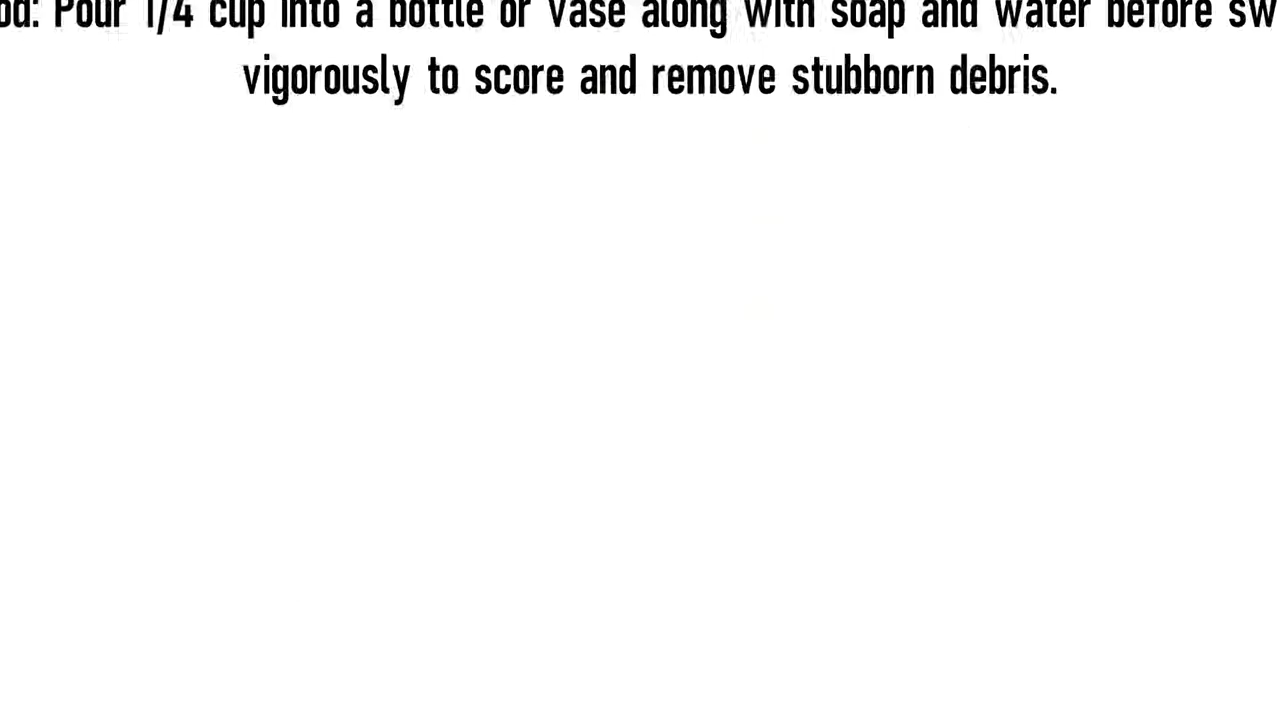 Pour 1/4 cup into a bottle or vase along with soap and water before
vigorously to score and remove stubborn debris.